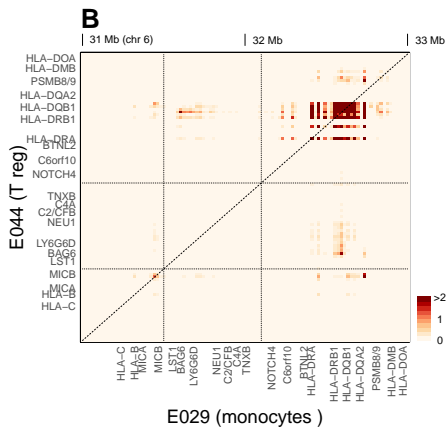 B
31 Mb (chr 6)
32 Mb
33 Mb
HLA−DOA
HLA−DMB
PSMB8/9
HLA−DQA2
HLA−DQB1
HLA−DRB1
HLA−DRA
BTNL2
C6orf10
NOTCH4
TNXB
C4A
C2/CFB
NEU1
LY6G6D
BAG6
LST1
MICB
MICA
HLA−B
HLA−C
E044 (T reg)
>2
1
0
HLA−C
HLA−B
MICA
MICB
LST1
BAG6
LY6G6D
NEU1
C2/CFB
C4A
TNXB
NOTCH4
C6orf10
BTNL2
HLA−DRA
HLA−DRB1
HLA−DQB1
HLA−DQA2
PSMB8/9
HLA−DMB
HLA−DOA
E029 (monocytes )